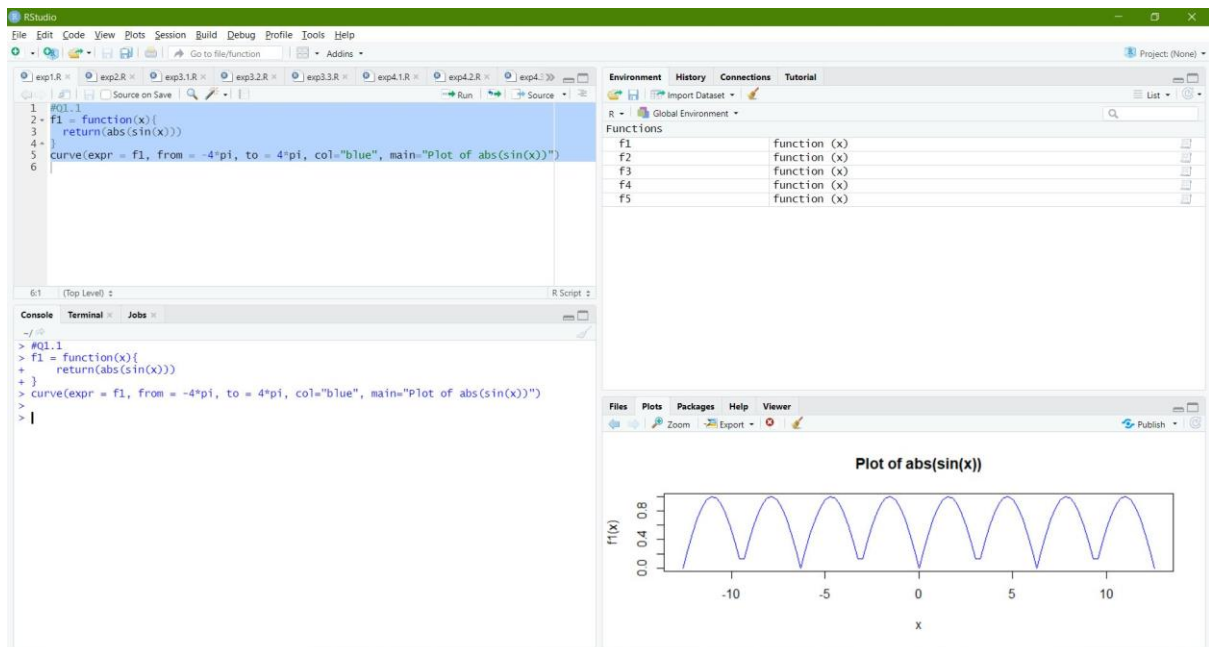 RStudio
File Edit Code View Plots Session Build Debug Profile Tools Help
Go to file/function Addins
Project: (None)
exp1.R exp2.R exp3.1.R exp3.2.R exp3.3.R exp4.1.R exp4.2.R exp4.3
Source on Save Run Source
1 #Q1.1
2 f1 = function(x){
3 return(abs(sin(x)))
4 }
5 curve(expr = f1, from = -4*pi, to = 4*pi, col="blue", main="Plot of abs(sin(x))")
6
6:1 (Top Level) R Script
Console Terminal Jobs
~/
> #Q1.1
> f1 = function(x){
+ return(abs(sin(x)))
+ }
> curve(expr = f1, from = -4*pi, to = 4*pi, col="blue", main="Plot of abs(sin(x))")
>
>
Environment History Connections Tutorial
Import Dataset List
R Global Environment
Functions
f1 function (x)
f2 function (x)
f3 function (x)
f4 function (x)
f5 function (x)
Files Plots Packages Help Viewer
Zoom Export Publish
Plot of abs(sin(x))
f1(x)
0.8
0.4
0.0
-10 -5 0 5 10
x